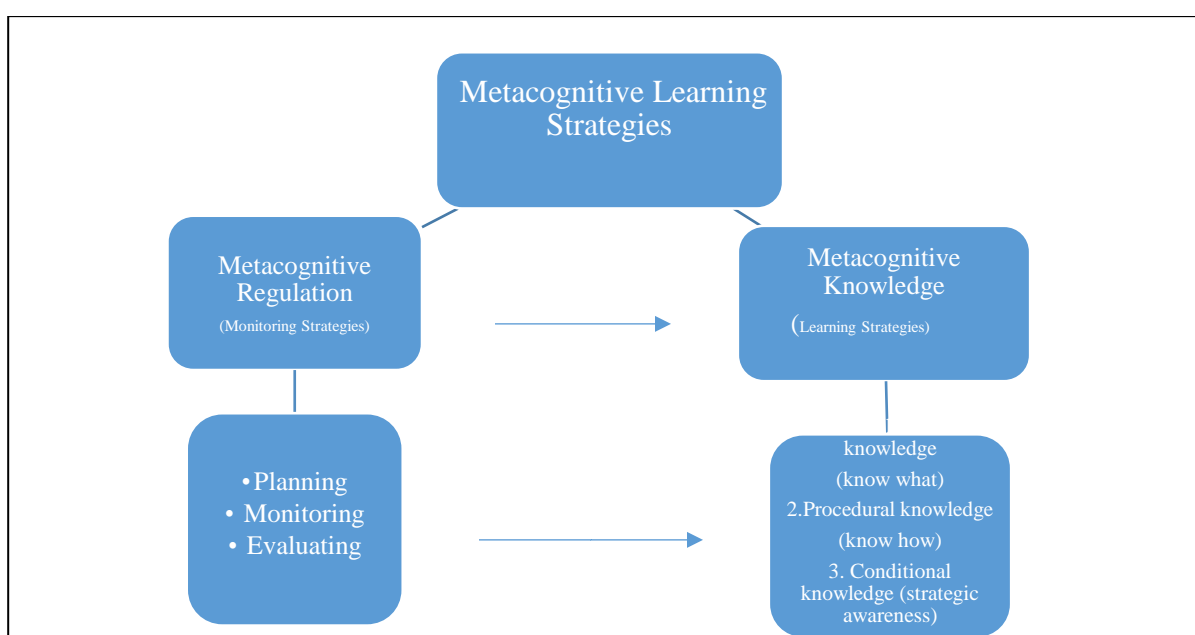 Metacognitive Learning
Strategies
Metacognitive
Regulation
(Monitoring Strategies)
Metacognitive
Knowledge
(Learning Strategies)
•Planning
• Monitoring
• Evaluating
knowledge
(know what)
2.Procedural knowledge
(know how)
3. Conditional
knowledge (strategic
awareness)